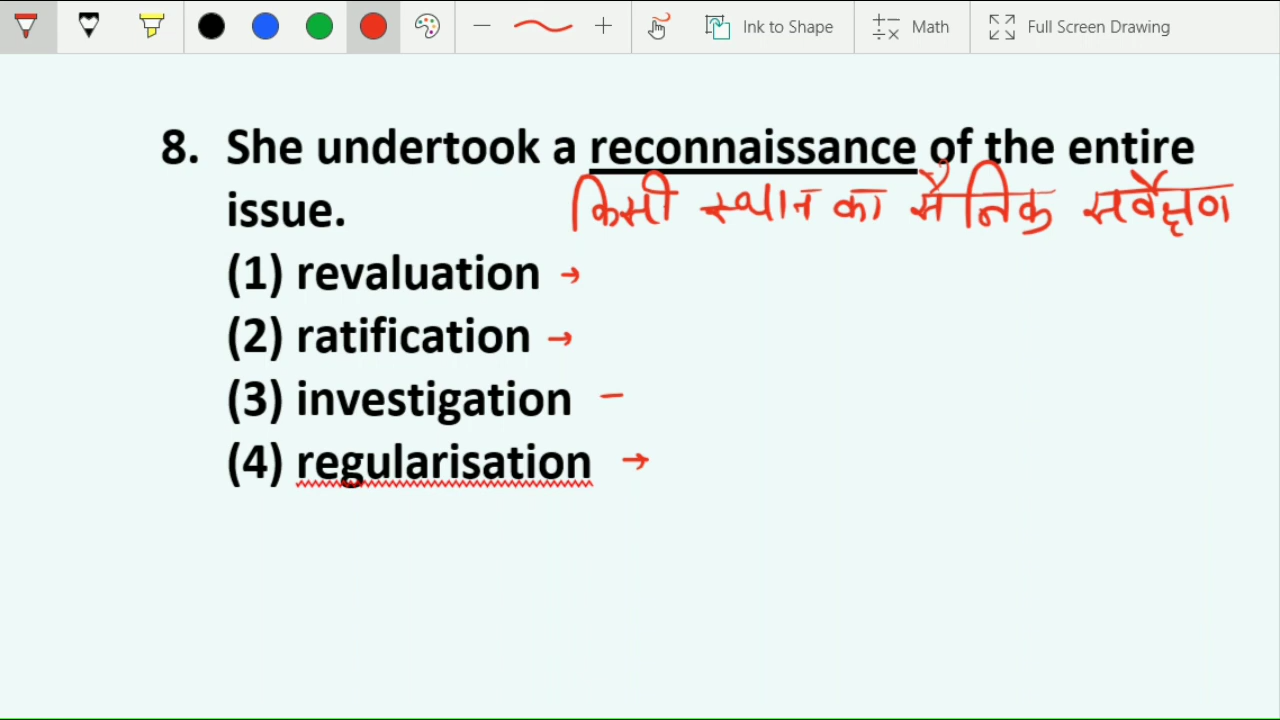 Ink to Shape Math Full Screen Drawing
8. She undertook a reconnaissance of the entire
issue.
किसी स्थान का सैनिक सर्वेक्षण
(1) revaluation →
(2) ratification →
(3) investigation –
(4) regularisation →